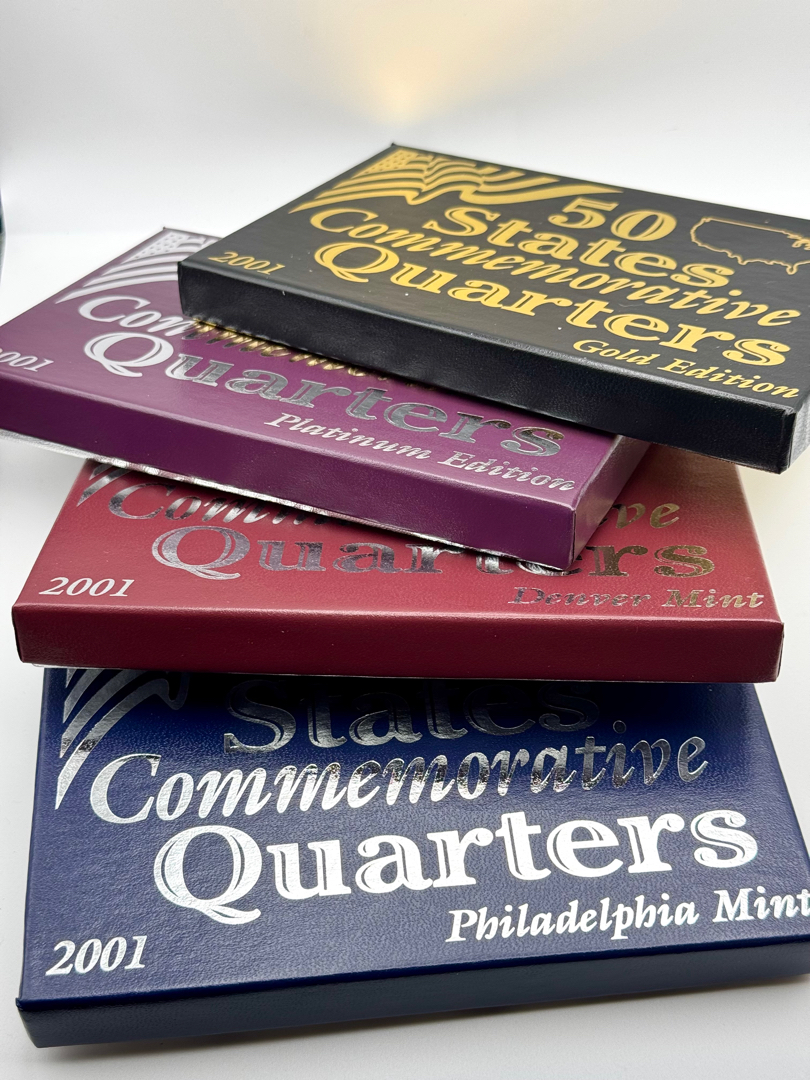 50
States
Commemorative
Quarters
2001
Gold Edition
Commemor
Quarters
2001
Platinum Edition
Quarters
2001
Denver Mint
States
Commemorative
Quarters
Philadelphia Mint
2001